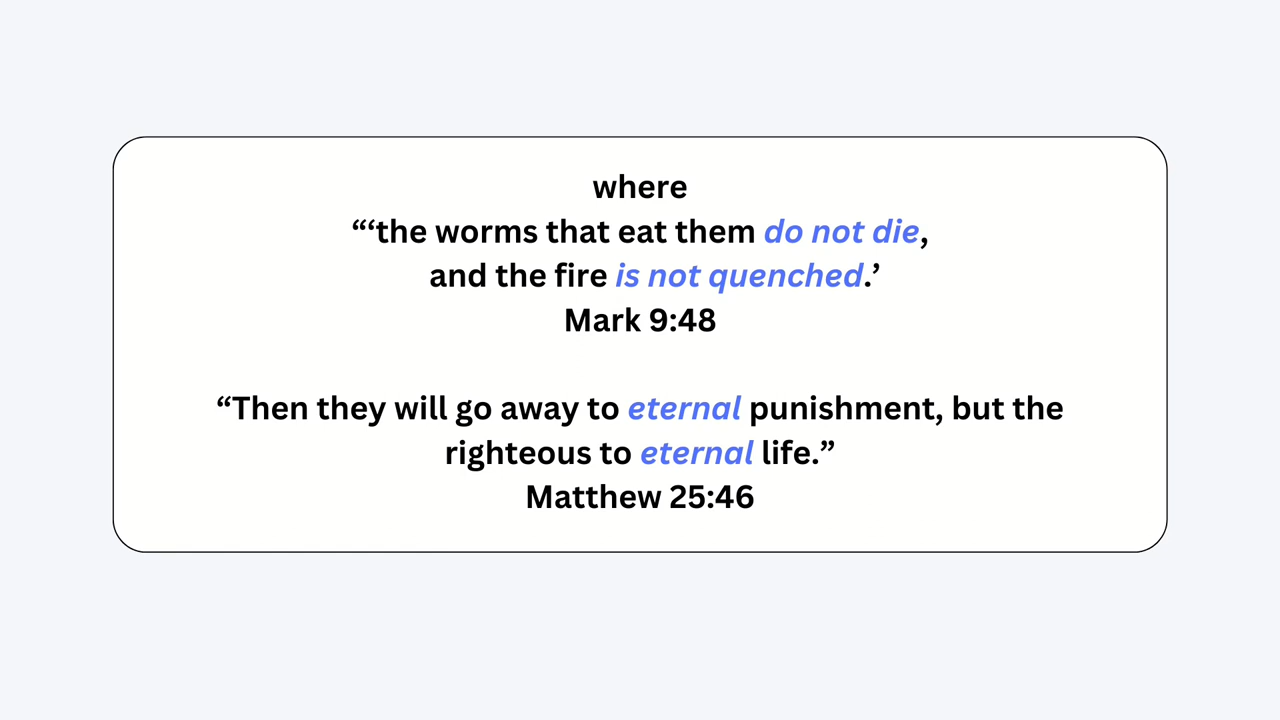 where
“‘the worms that eat them do not die,
and the fire is not quenched.’
Mark 9:48
“Then they will go away to eternal punishment, but the
righteous to eternal life.”
Matthew 25:46